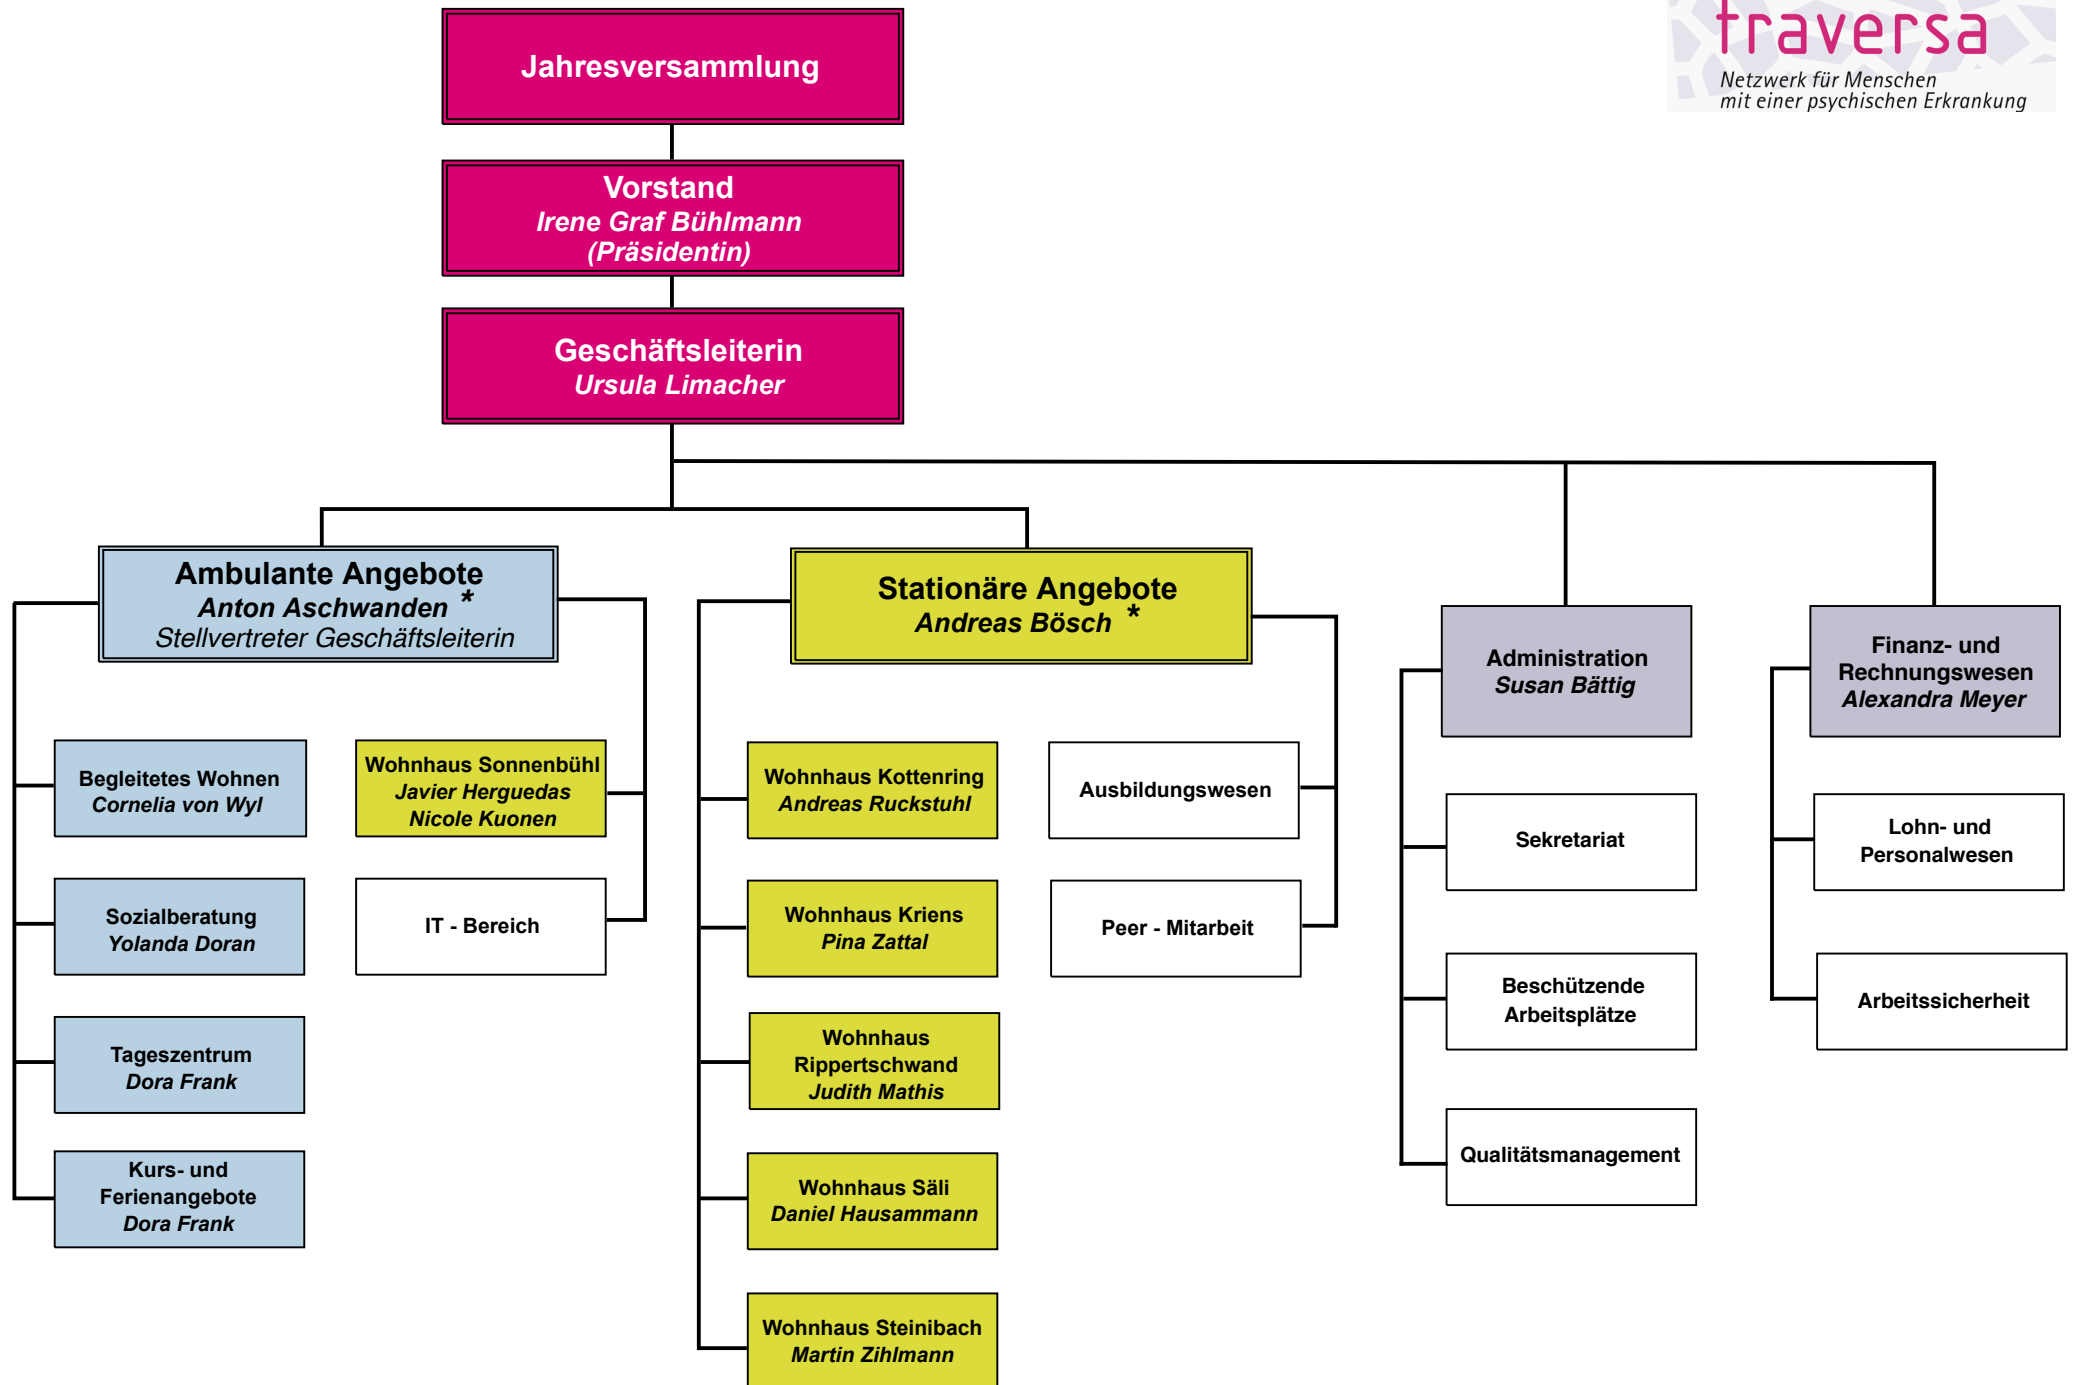 traversa
Netzwerk für Menschen
mit einer psychischen Erkrankung
Jahresversammlung
Vorstand
Irene Graf Bühlmann
(Präsidentin)
Geschäftsleiterin
Ursula Limacher
Ambulante Angebote
Anton Aschwanden *
Stellvertreter Geschäftsleiterin
Stationäre Angebote
Andreas Bösch *
Administration
Susan Bättig
Finanz- und
Rechnungswesen
Alexandra Meyer
Begleitetes Wohnen
Cornelia von Wyl
Wohnhaus Sonnenbühl
Javier Herguedas
Nicole Kuonen
Wohnhaus Kottenring
Andreas Ruckstuhl
Ausbildungswesen
Sekretariat
Lohn- und
Personalwesen
Sozialberatung
Yolanda Doran
IT - Bereich
Wohnhaus Kriens
Pina Zattal
Peer - Mitarbeit
Beschützende
Arbeitsplätze
Arbeitssicherheit
Tageszentrum
Dora Frank
Wohnhaus
Rippertschwand
Judith Mathis
Qualitätsmanagement
Kurs- und
Ferienangebote
Dora Frank
Wohnhaus Säli
Daniel Hausammann
Wohnhaus Steinibach
Martin Zihlmann